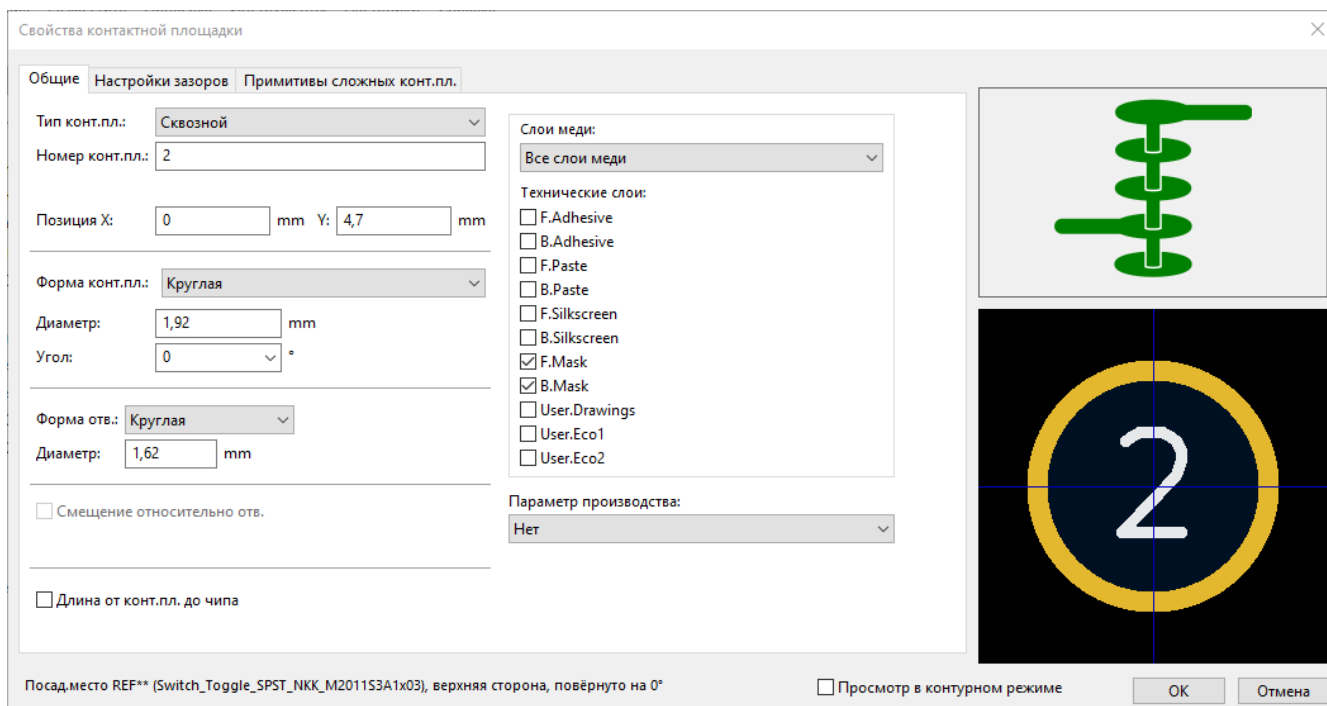 Свойства контактной площадки
Общие Настройки зазоров Примитивы сложных конт.пл.
Тип конт.пл.: Сквозной
Номер конт.пл.: 2
Позиция X: 0 mm Y: 4,7 mm
Форма конт.пл.: Круглая
Диаметр: 1,92 mm
Угол: 0 °
Форма отв.: Круглая
Диаметр: 1,62 mm
Смещение относительно отв.
Длина от конт.пл. до чипа
Слои меди:
Все слои меди
Технические слои:
F.Adhesive
B.Adhesive
F.Paste
B.Paste
F.Silkscreen
B.Silkscreen
F.Mask
B.Mask
User.Drawings
User.Eco1
User.Eco2
Параметр производства:
Нет
2
Посад.место REF** (Switch_Toggle_SPST_NKK_M2011S3A1x03), верхняя сторона, повёрнуто на 0°
Просмотр в контурном режиме
OK Отмена